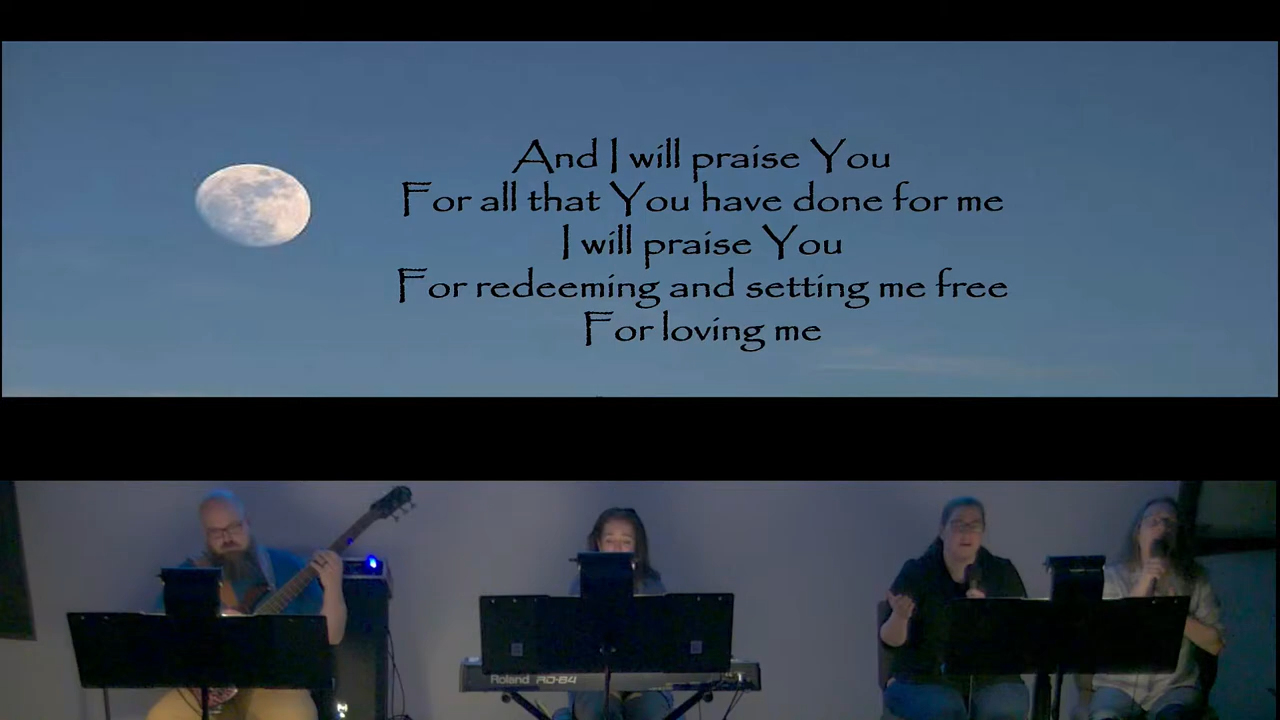 And I will praise You
For all that You have done for me
I will praise You
For redeeming and setting me free
For loving me
Roland RD-64